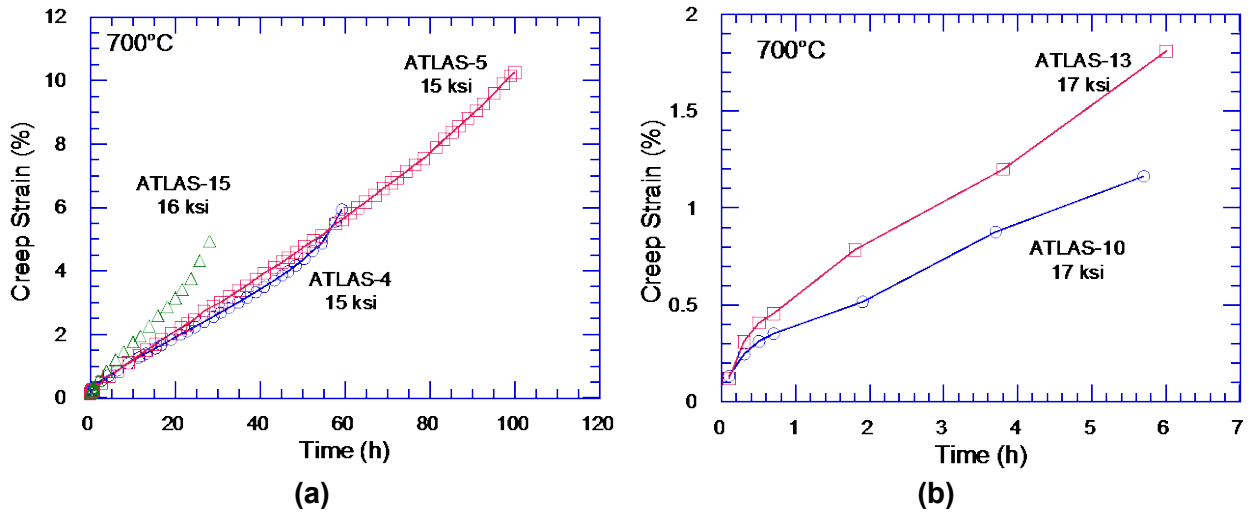 700°C
ATLAS-5
15 ksi
ATLAS-15
16 ksi
ATLAS-4
15 ksi
Creep Strain (%)
12
10
8
6
4
2
0
0
20
40
60
80
100
120
Time (h)
(a)
700°C
ATLAS-13
17 ksi
ATLAS-10
17 ksi
Creep Strain (%)
2
1.5
1
0.5
0
0
1
2
3
4
5
6
7
Time (h)
(b)